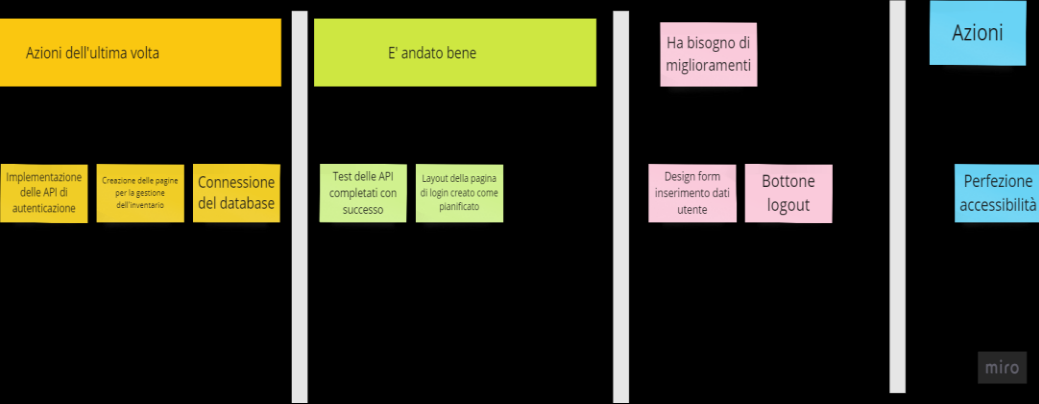 Azioni dell'ultima volta
E' andato bene
Ha bisogno di
miglioramenti
Azioni
Implementazione
delle API di
autenticazione
Creazione delle pagine
per la gestione
dell'inventario
Connessione
del database
Test delle API
completati con
successo
Layout della pagina
di login creato come
pianificato
Design form
inserimento dati
utente
Bottone
logout
Perfezione
accessibilità
miro